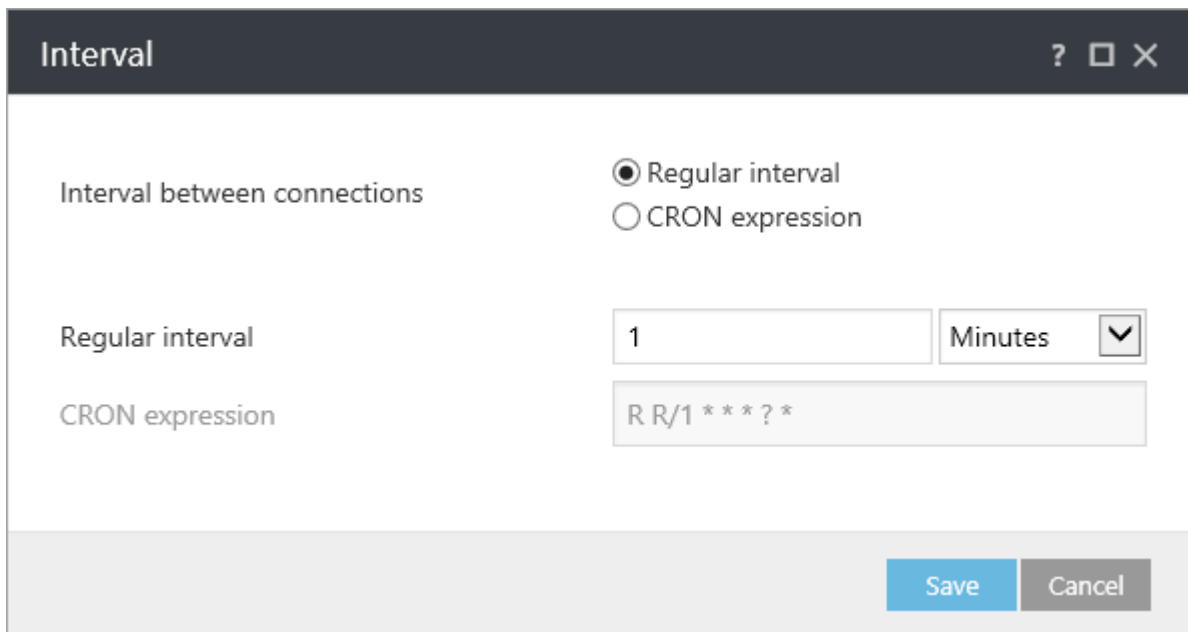 Interval
?
Interval between connections
Regular interval
CRON expression
Regular interval 1 Minutes
CRON expression R R/1 * * * ? *
Save Cancel